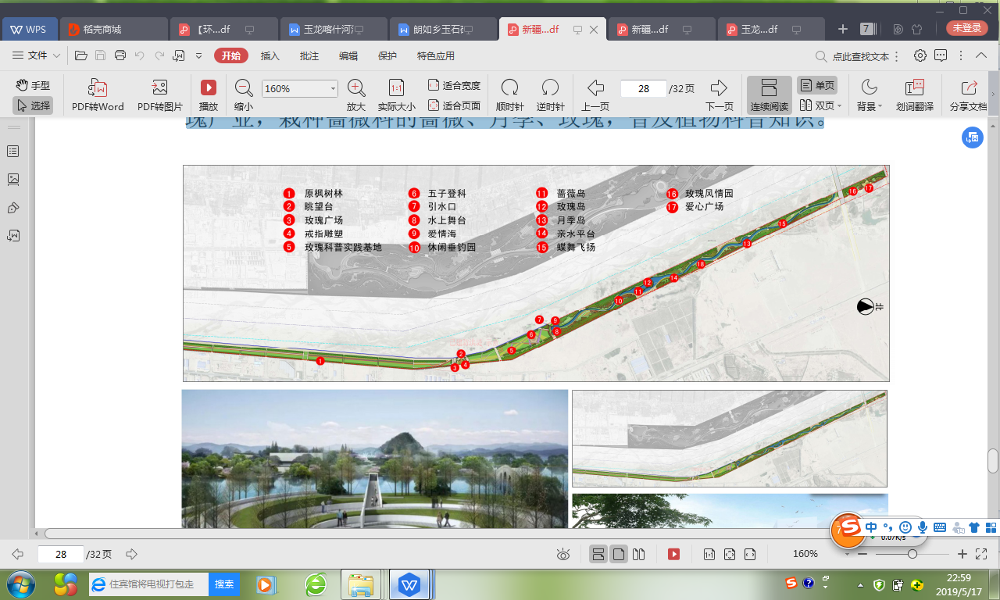 WPS
稻壳商城
【环...df
玉龙喀什河流
朗如乡玉石矿
新疆...df
新疆...df
玉龙...df
7
未登录
文件
开始
插入
批注
编辑
保护
特色应用
点此查找文本
手型
选择
PDF转Word
PDF转图片
播放
缩小
160%
放大
1:1
实际大小
适合宽度
适合页面
顺时针
逆时针
上一页
28
/32页
下一页
连续阅读
单页
双页
背景
划词翻译
分享文档
瑰产业，栽种蔷薇科的蔷薇、月季、玫瑰，普及植物科普知识。
1 原枫树林
2 眺望台
3 玫瑰广场
4 戒指雕塑
5 玫瑰科普实践基地
6 五子登科
7 引水口
8 水上舞台
9 爱情海
10 休闲垂钓园
11 蔷薇岛
12 玫瑰岛
13 月季岛
14 亲水平台
15 蝶舞飞扬
16 玫瑰风情园
17 爱心广场
16
17
15
13
18
14
12
11
10
9
7
8
6
5
2
4
3
1
北
中
0.07K/s
28
/32页
1:1
160%
住宾馆将电视打包走
搜索
22:59
2019/5/17